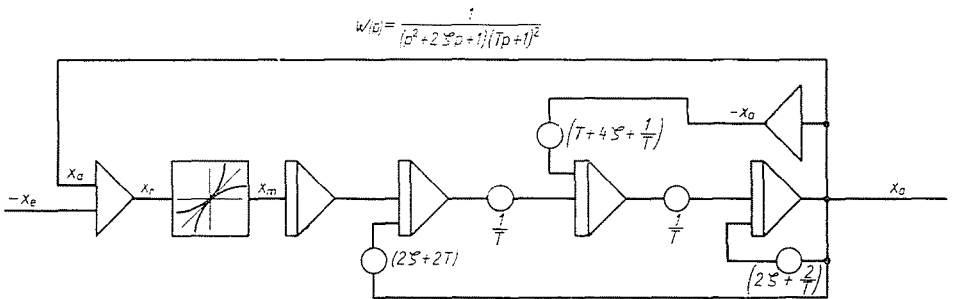 W(p) = 1 / ((p² + 2ζp + 1)(Tp + 1)²)
-xₐ
(T + 4ζ + 1/T)
xₐ
-xₑ
xᵣ
xₘ
1/T
1/T
xₐ
(2ζ + 2T)
(2ζ + 2/T)